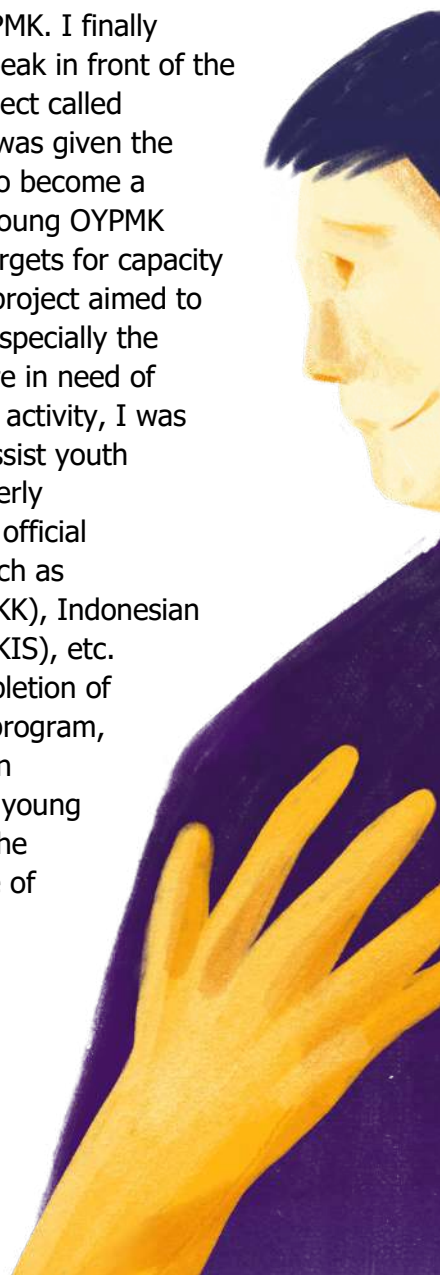 PMK. I finally
eak in front of the
ect called
was given the
o become a
oung OYPMK
rgets for capacity
project aimed to
specially the
e in need of
activity, I was
ssist youth
erly
official
ch as
KK), Indonesian
KIS), etc.
pletion of
program,
n
young
he
of